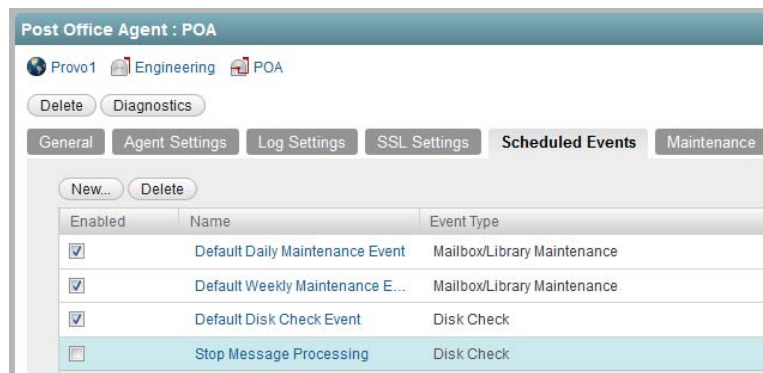 Post Office Agent : POA
Provo1 Engineering POA
Delete Diagnostics
General Agent Settings Log Settings SSL Settings Scheduled Events Maintenance
New... Delete
Enabled Name Event Type
Default Daily Maintenance Event Mailbox/Library Maintenance
Default Weekly Maintenance E... Mailbox/Library Maintenance
Default Disk Check Event Disk Check
Stop Message Processing Disk Check